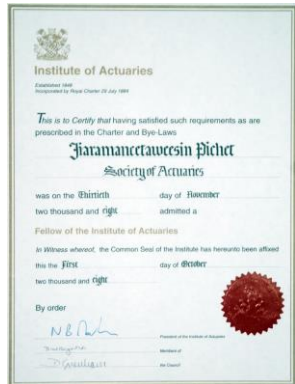 Institute of Actuaries
Established 1848
Incorporated by Royal Charter 29 July 1884
This is to Certify that having satisfied such requirements as are
prescribed in the Charter and Bye-Laws
Jiaramaneetaweesin Pichet
Society of Actuaries
was on the Thirtieth day of November
two thousand and eight admitted a
Fellow of the Institute of Actuaries
In Witness whereof, the Common Seal of the Institute has hereunto been affixed
this the First day of October
two thousand and eight
By order
President of the Institute of Actuaries
Members of
the Council